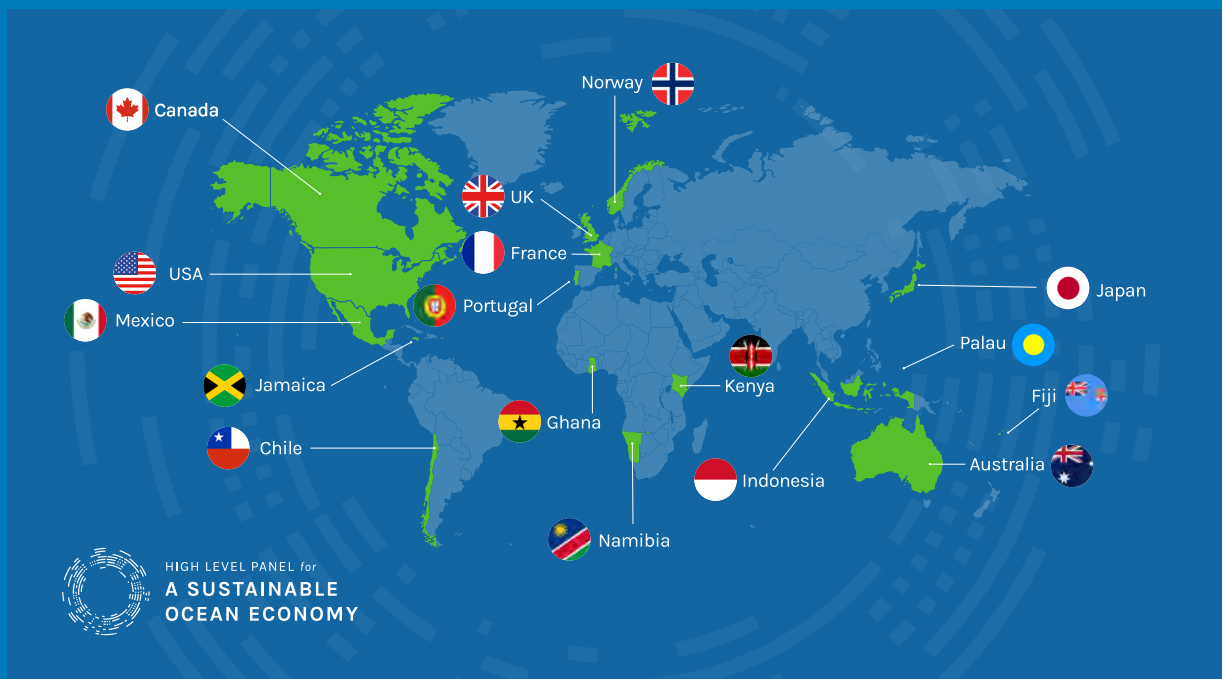 Norway
Canada
UK
France
USA
Portugal
Japan
Mexico
Palau
Jamaica
Kenya
Fiji
Ghana
Chile
Australia
Indonesia
Namibia
HIGH LEVEL PANEL for
A SUSTAINABLE
OCEAN ECONOMY